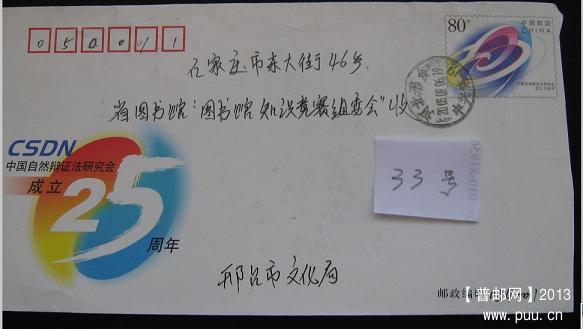 050011
80分
中国邮政
CHINA
石家庄市东大街46号.
省图书馆:"图书馆知识竞赛组委会"收
CSDN
中国自然辩证法研究会
成立
25
周年
33号
邢台市文化局
邮政编码
【普邮网】2013
www.puu.cn